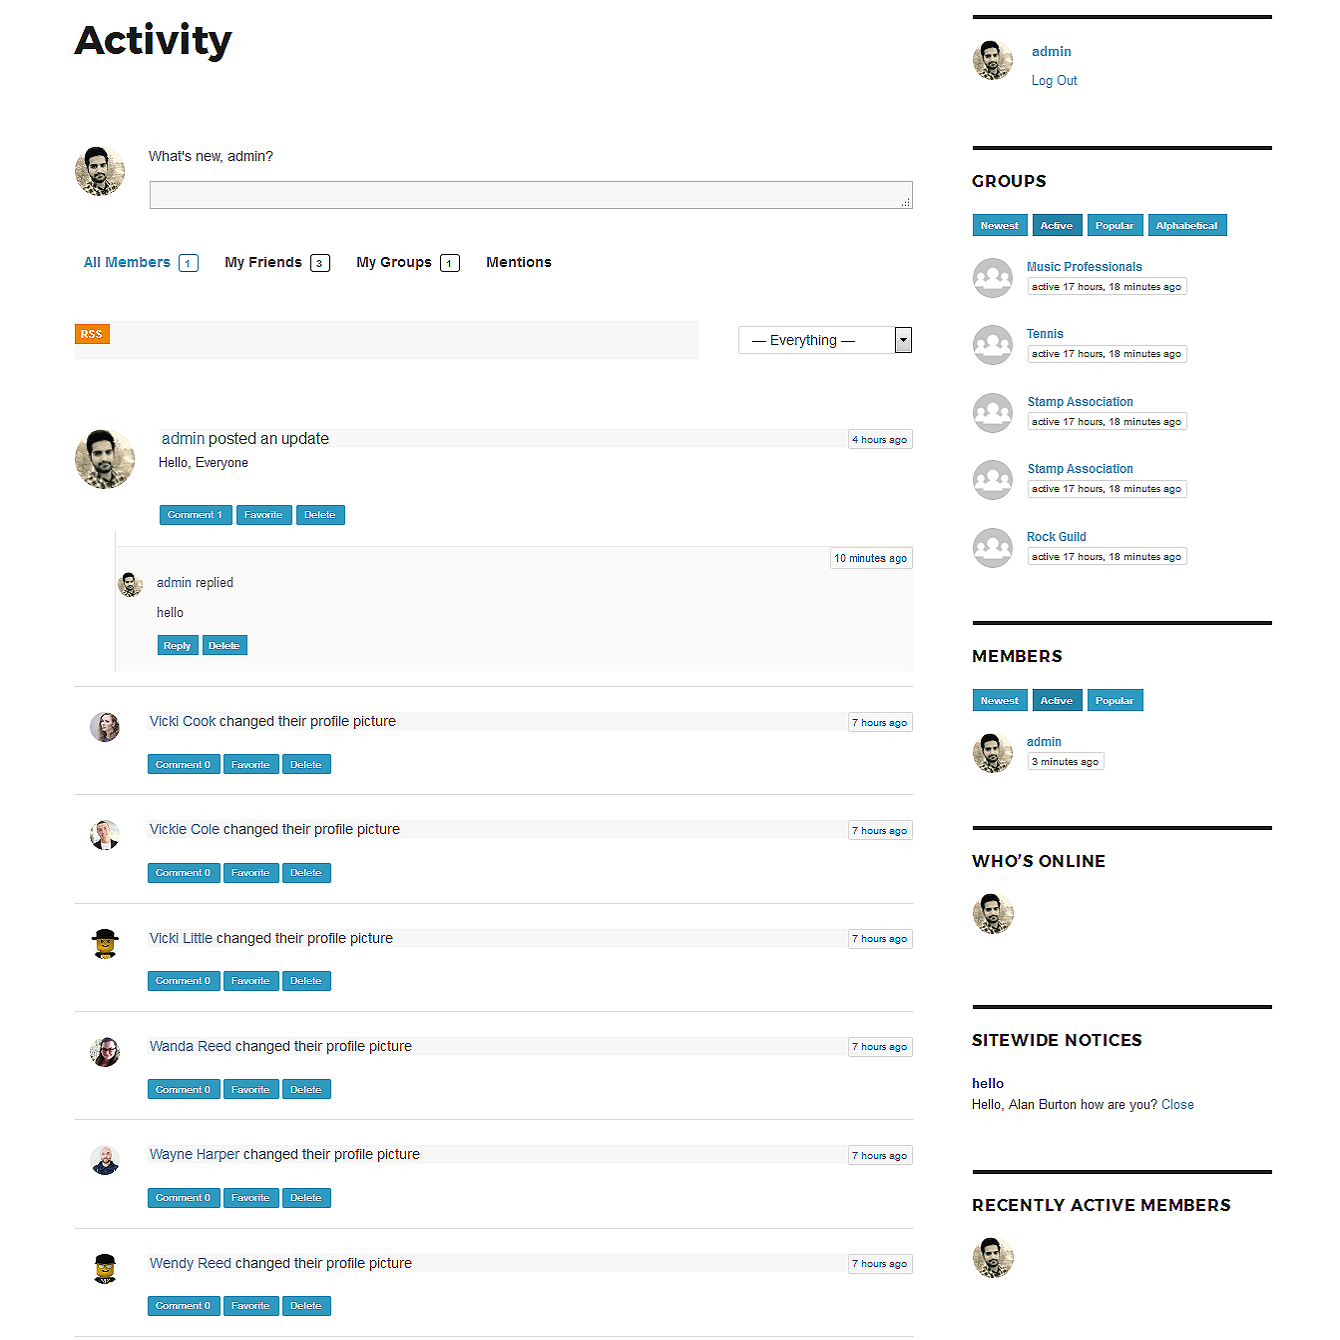 Activity
What's new, admin?
All Members 1 My Friends 3 My Groups 1 Mentions
RSS
— Everything —
admin posted an update
4 hours ago
Hello, Everyone
Comment 1 Favorite Delete
10 minutes ago
admin replied
hello
Reply Delete
Vicki Cook changed their profile picture
7 hours ago
Comment 0 Favorite Delete
Vickie Cole changed their profile picture
7 hours ago
Comment 0 Favorite Delete
Vicki Little changed their profile picture
7 hours ago
Comment 0 Favorite Delete
Wanda Reed changed their profile picture
7 hours ago
Comment 0 Favorite Delete
Wayne Harper changed their profile picture
7 hours ago
Comment 0 Favorite Delete
Wendy Reed changed their profile picture
7 hours ago
Comment 0 Favorite Delete
admin
Log Out
GROUPS
Newest Active Popular Alphabetical
Music Professionals
active 17 hours, 18 minutes ago
Tennis
active 17 hours, 18 minutes ago
Stamp Association
active 17 hours, 18 minutes ago
Stamp Association
active 17 hours, 18 minutes ago
Rock Guild
active 17 hours, 18 minutes ago
MEMBERS
Newest Active Popular
admin
3 minutes ago
WHO'S ONLINE
SITEWIDE NOTICES
hello
Hello, Alan Burton how are you? Close
RECENTLY ACTIVE MEMBERS